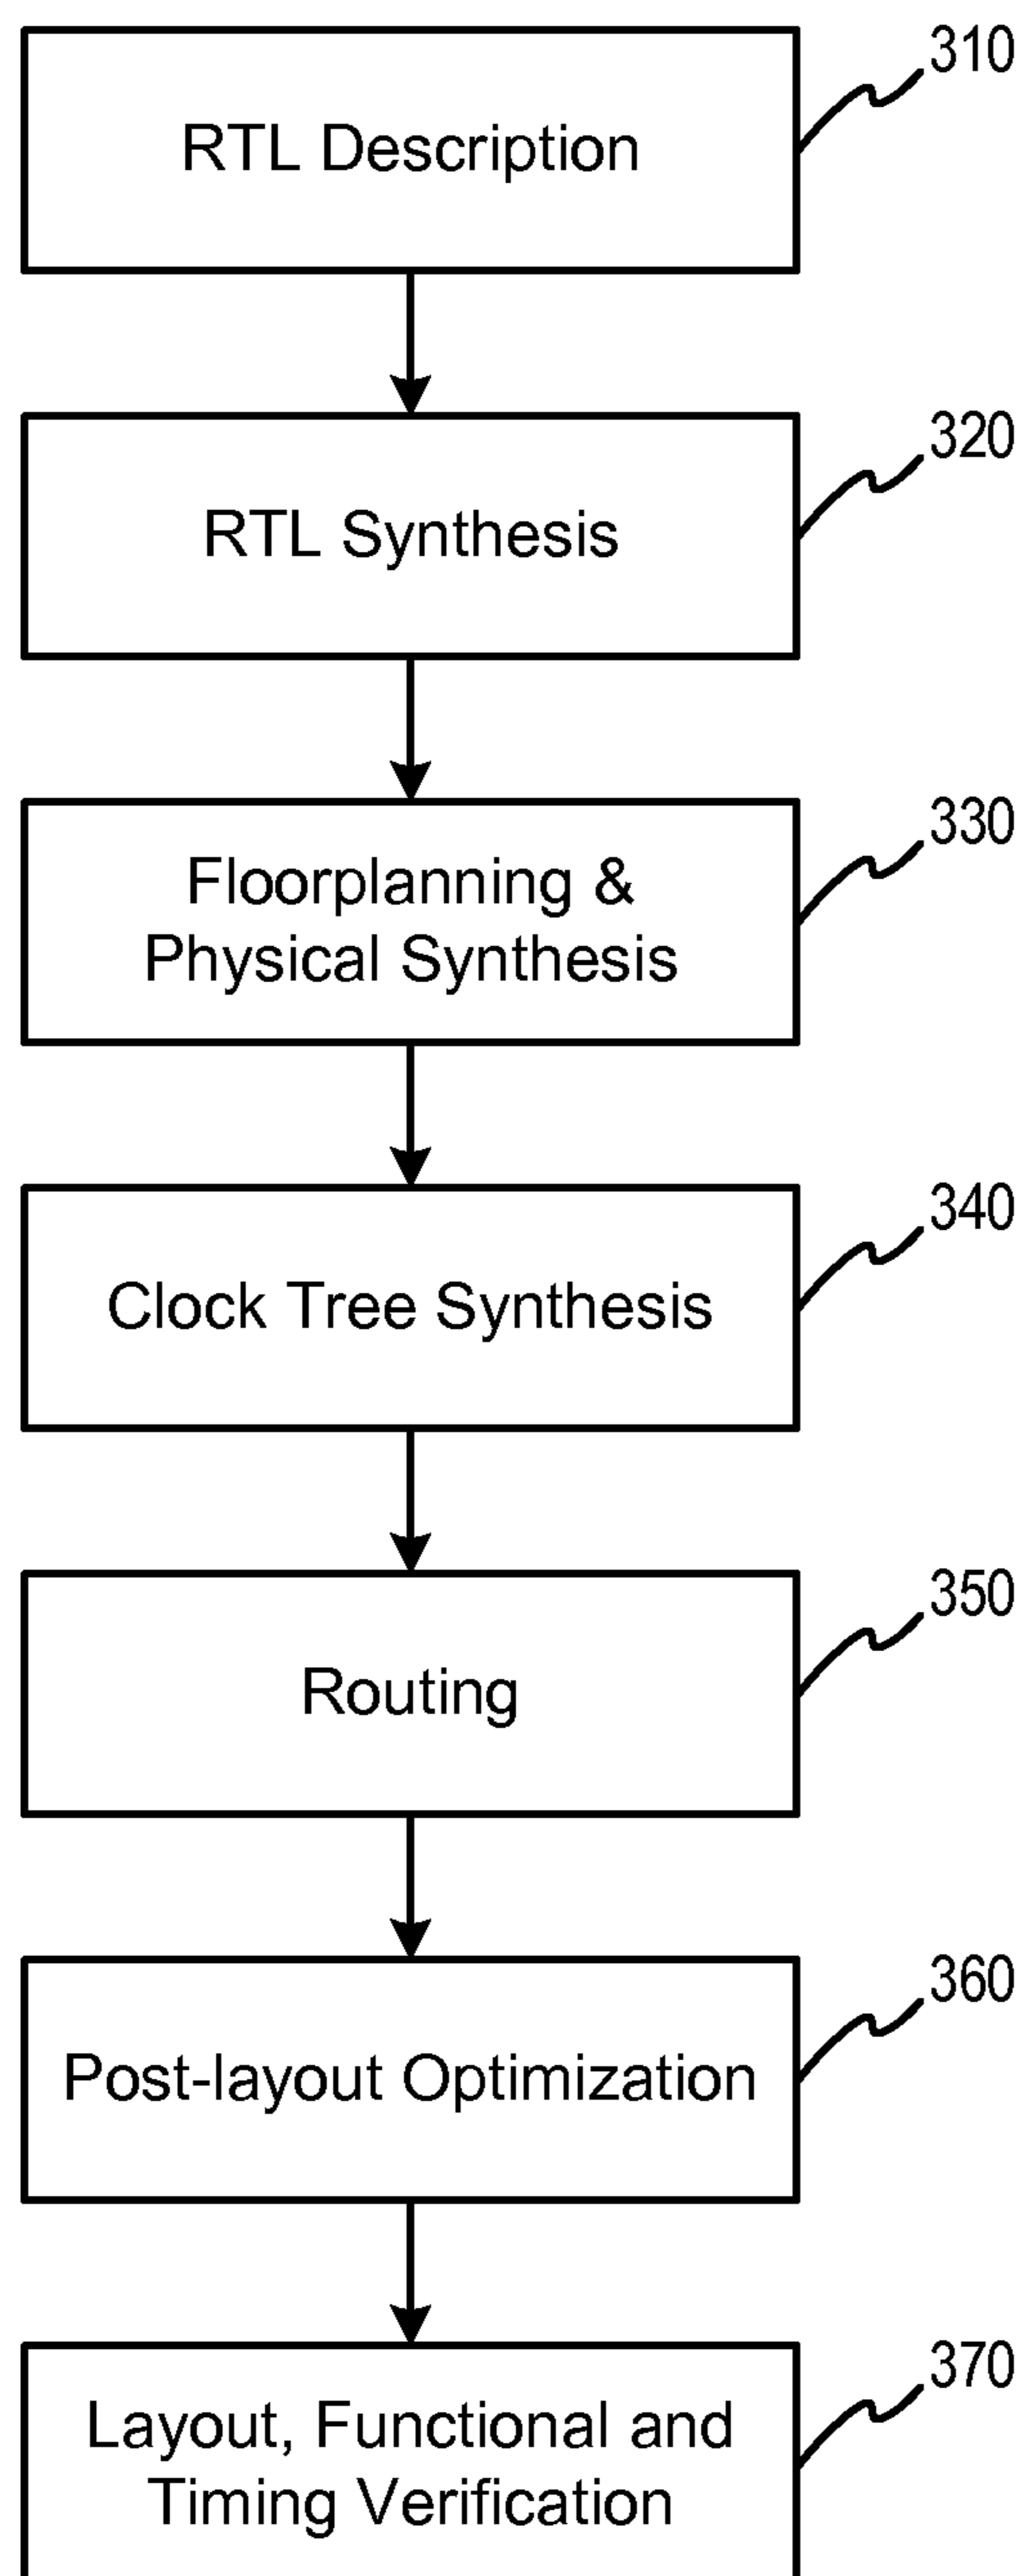 310
RTL Description
320
RTL Synthesis
330
Floorplanning &
Physical Synthesis
340
Clock Tree Synthesis
350
Routing
360
Post-layout Optimization
370
Layout, Functional and
Timing Verification